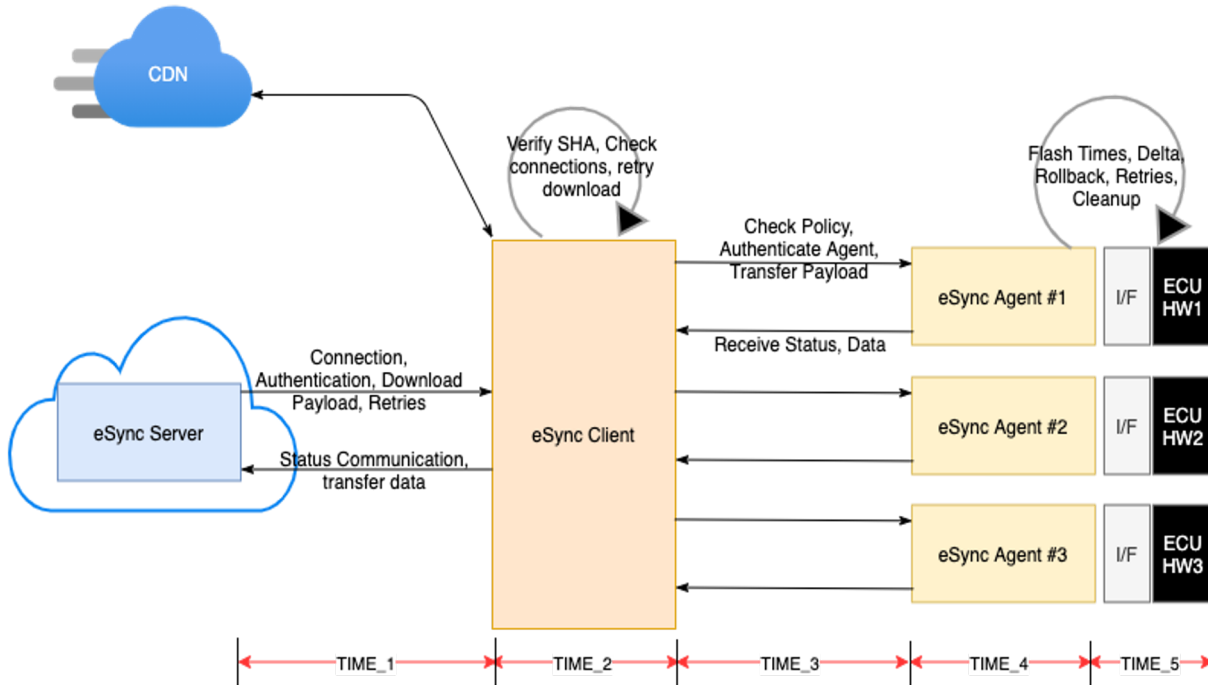 CDN
Verify SHA, Check
connections, retry
download
Flash Times, Delta,
Rollback, Retries,
Cleanup
Check Policy,
Authenticate Agent,
Transfer Payload
eSync Agent #1
I/F
ECU
HW1
Receive Status, Data
Connection,
Authentication, Download
Payload, Retries
eSync Server
eSync Client
eSync Agent #2
I/F
ECU
HW2
Status Communication,
transfer data
eSync Agent #3
I/F
ECU
HW3
TIME_1
TIME_2
TIME_3
TIME_4
TIME_5